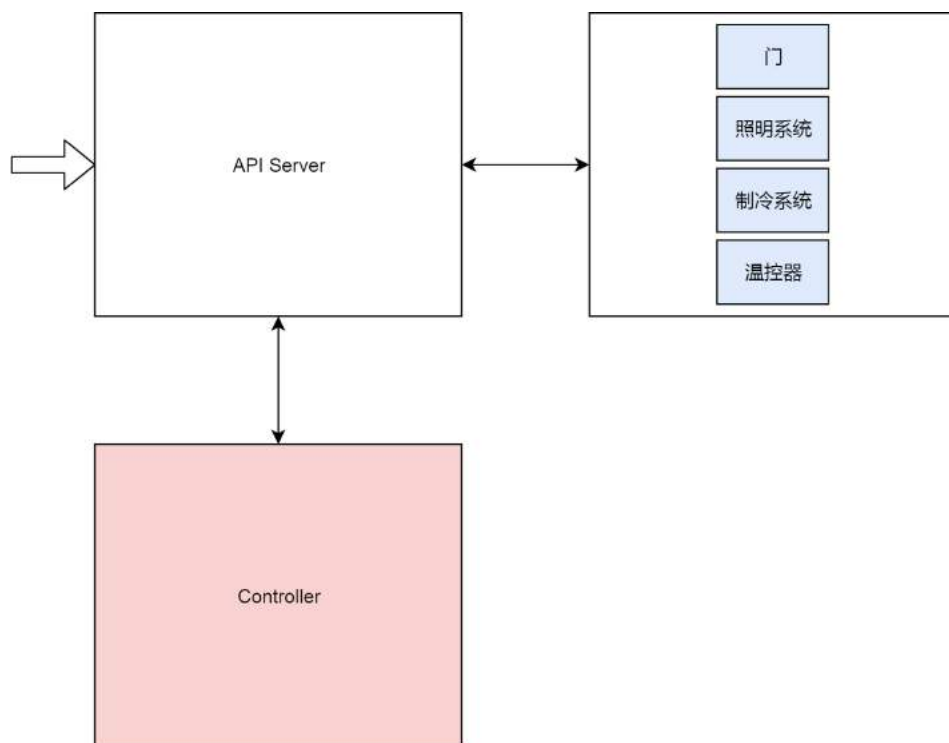 门
照明系统
API Server
制冷系统
温控器
Controller